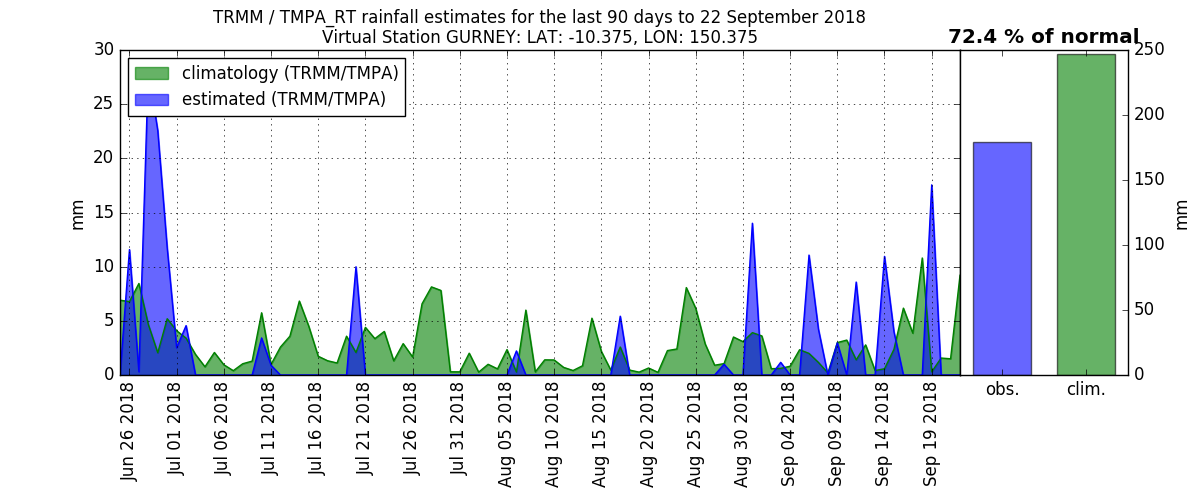 TRMM / TMPA_RT rainfall estimates for the last 90 days to 22 September 2018
Virtual Station GURNEY: LAT: -10.375, LON: 150.375
72.4 % of normal
climatology (TRMM/TMPA)
estimated (TRMM/TMPA)
30
25
20
15
10
5
0
mm
Jun 26 2018
Jul 01 2018
Jul 06 2018
Jul 11 2018
Jul 16 2018
Jul 21 2018
Jul 26 2018
Jul 31 2018
Aug 05 2018
Aug 10 2018
Aug 15 2018
Aug 20 2018
Aug 25 2018
Aug 30 2018
Sep 04 2018
Sep 09 2018
Sep 14 2018
Sep 19 2018
obs.
clim.
250
200
150
100
50
0
mm